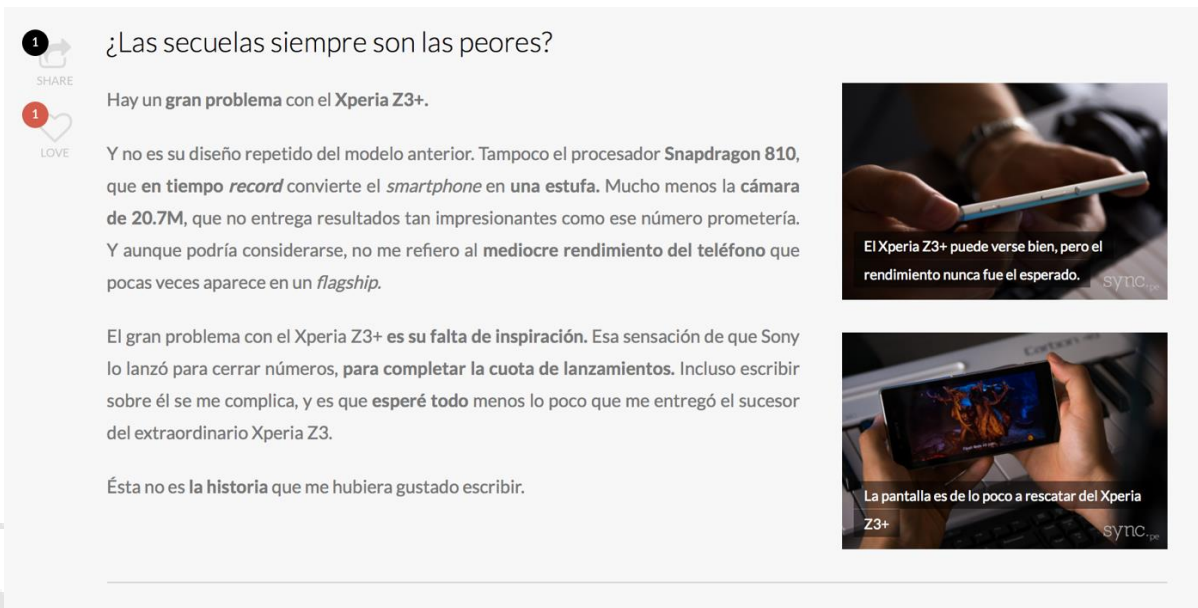 ¿Las secuelas siempre son las peores?
1
SHARE
1
LOVE
Hay un gran problema con el Xperia Z3+.
Y no es su diseño repetido del modelo anterior. Tampoco el procesador Snapdragon 810,
que en tiempo record convierte el smartphone en una estufa. Mucho menos la cámara
de 20.7M, que no entrega resultados tan impresionantes como ese número prometería.
Y aunque podría considerarse, no me refiero al mediocre rendimiento del teléfono que
pocas veces aparece en un flagship.
El gran problema con el Xperia Z3+ es su falta de inspiración. Esa sensación de que Sony
lo lanzó para cerrar números, para completar la cuota de lanzamientos. Incluso escribir
sobre él se me complica, y es que esperé todo menos lo poco que me entregó el sucesor
del extraordinario Xperia Z3.
Ésta no es la historia que me hubiera gustado escribir.
El Xperia Z3+ puede verse bien, pero el
rendimiento nunca fue el esperado.
sync.pe
La pantalla es de lo poco a rescatar del Xperia
Z3+
sync.pe